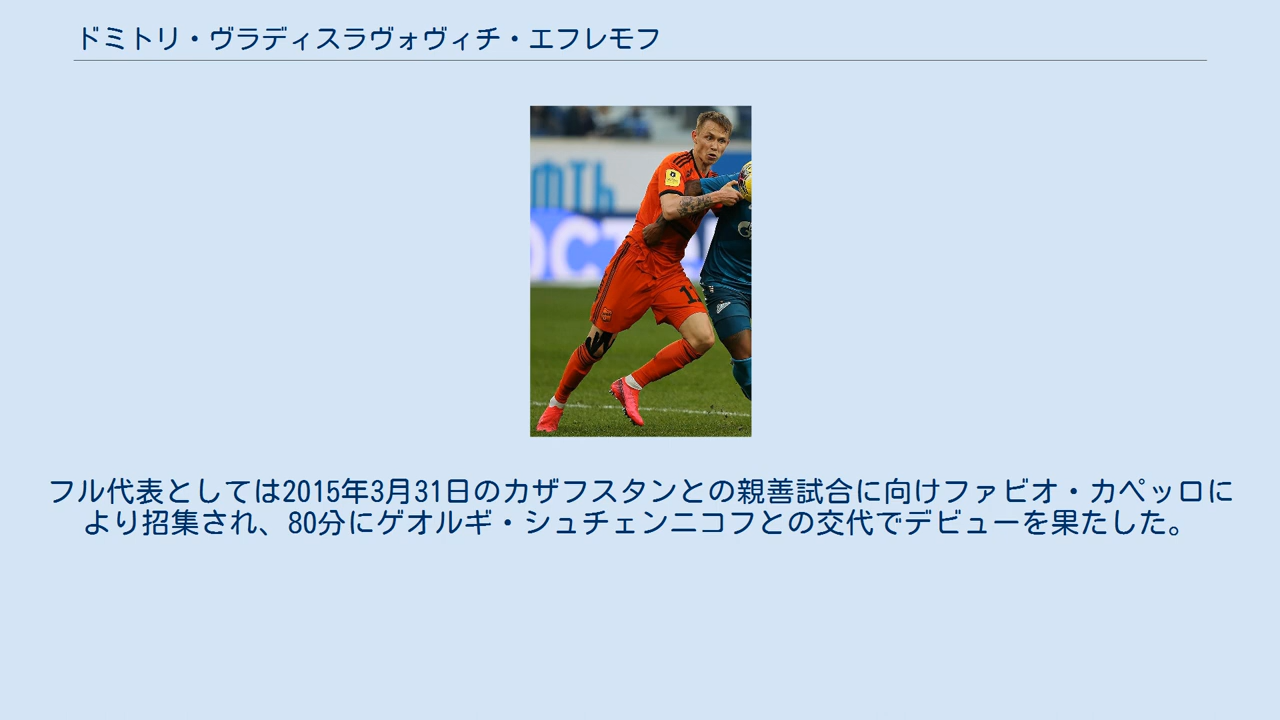 ドミトリ・ヴラディスラヴォヴィチ・エフレモフ
フル代表としては2015年3月31日のカザフスタンとの親善試合に向けファビオ・カペッロに
より招集され、80分にゲオルギ・シュチェンニコフとの交代でデビューを果たした。